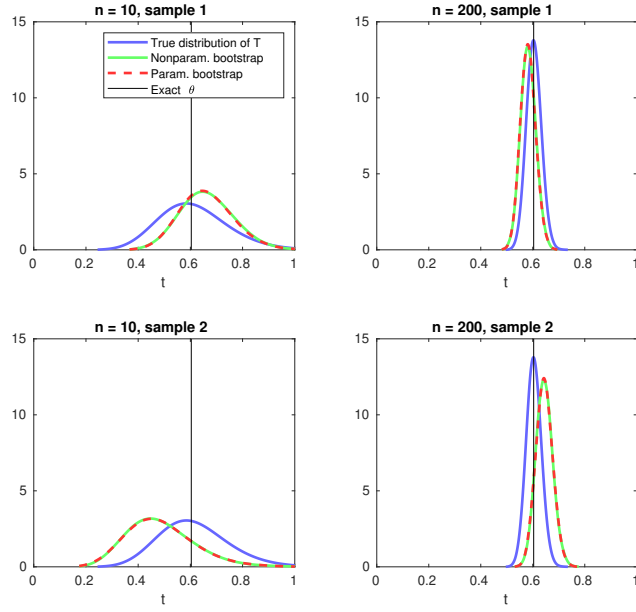 n = 10, sample 1
15
10
5
0
0 0.2 0.4 0.6 0.8 1
t
True distribution of T
Nonparam. bootstrap
Param. bootstrap
Exact θ
n = 200, sample 1
15
10
5
0
0 0.2 0.4 0.6 0.8 1
t
n = 10, sample 2
15
10
5
0
0 0.2 0.4 0.6 0.8 1
t
n = 200, sample 2
15
10
5
0
0 0.2 0.4 0.6 0.8 1
t